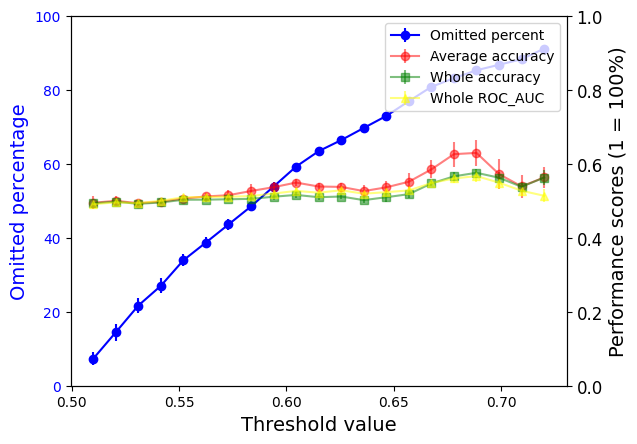 Omitted percent
Average accuracy
Whole accuracy
Whole ROC_AUC
Omitted percentage
100
80
60
40
20
0
1.0
0.8
0.6
0.4
0.2
0.0
Performance scores (1 = 100%)
0.50
0.55
0.60
0.65
0.70
Threshold value